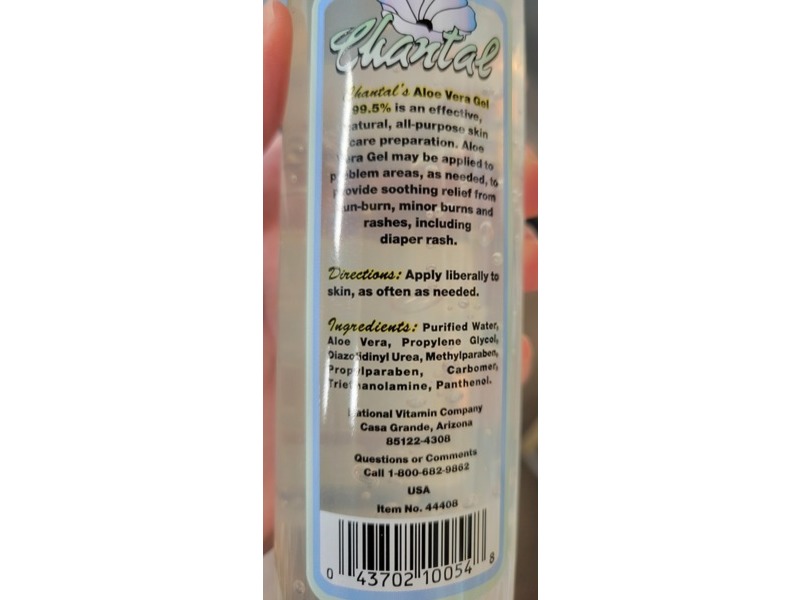 Chantal
Chantal's Aloe Vera Gel
99.5% is an effective,
natural, all-purpose skin
care preparation. Aloe
Vera Gel may be applied to
problem areas, as needed, to
provide soothing relief from
sun-burn, minor burns and
rashes, including
diaper rash.
Directions: Apply liberally to
skin, as often as needed.
Ingredients: Purified Water,
Aloe Vera, Propylene Glycol,
Diazolidinyl Urea, Methylparaben,
Propylparaben, Carbomer,
Triethanolamine, Panthenol.
National Vitamin Company
Casa Grande, Arizona
85122-4308
Questions or Comments
Call 1-800-682-9862
USA
Item No. 44408
0 43702 10054 8